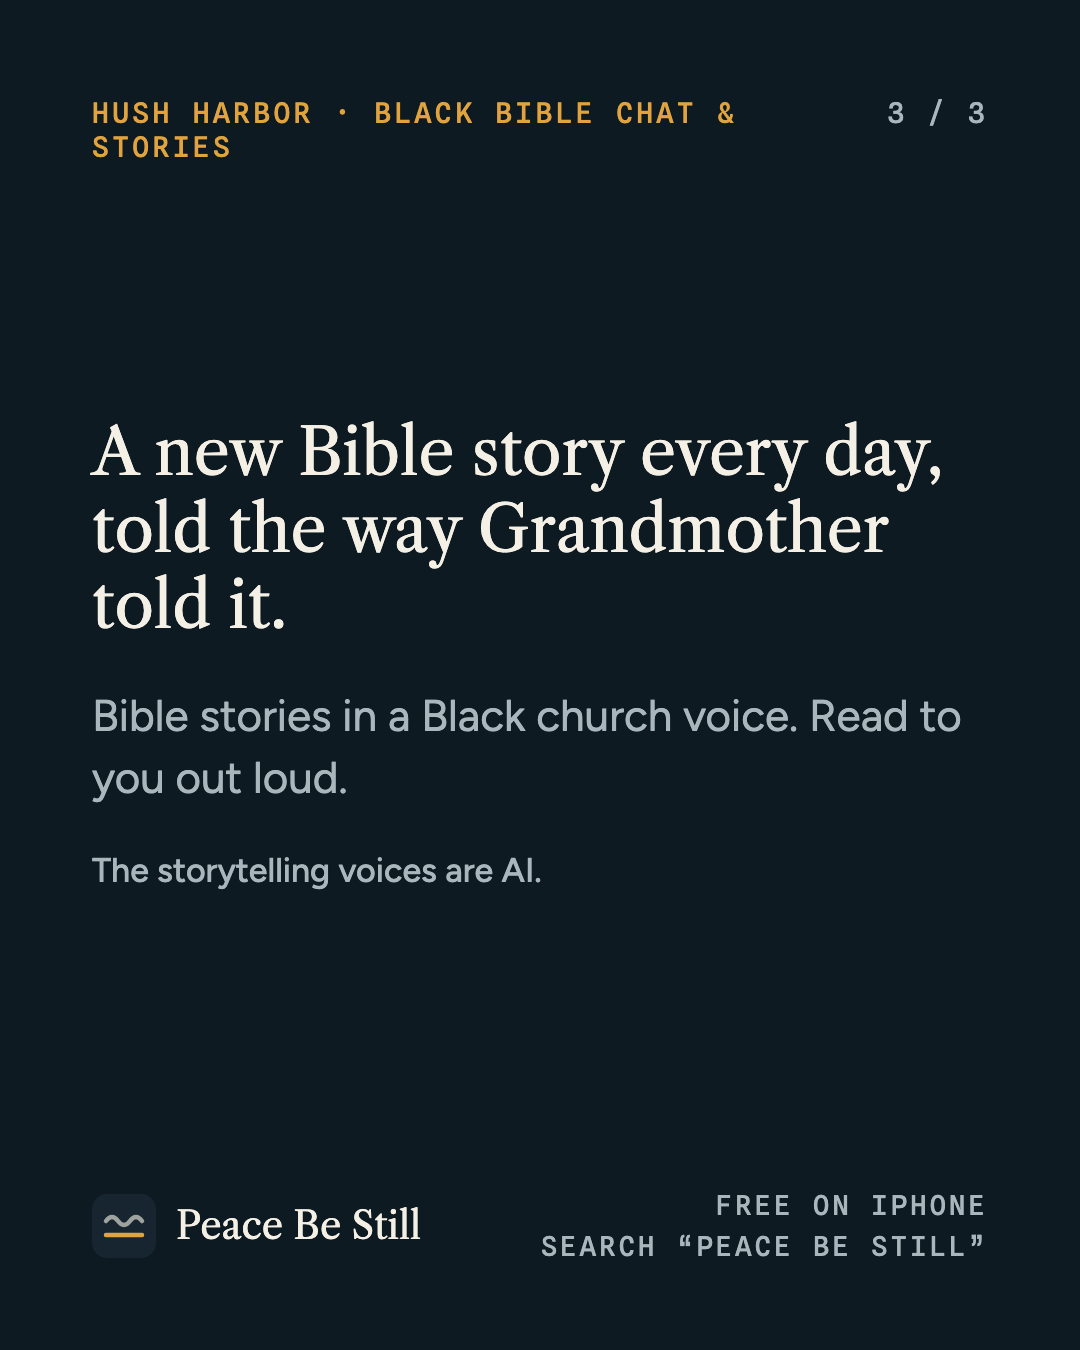 HUSH HARBOR · BLACK BIBLE CHAT &
STORIES
3 / 3
A new Bible story every day,
told the way Grandmother
told it.
Bible stories in a Black church voice. Read to
you out loud.
The storytelling voices are AI.
Peace Be Still
FREE ON IPHONE
SEARCH “PEACE BE STILL”